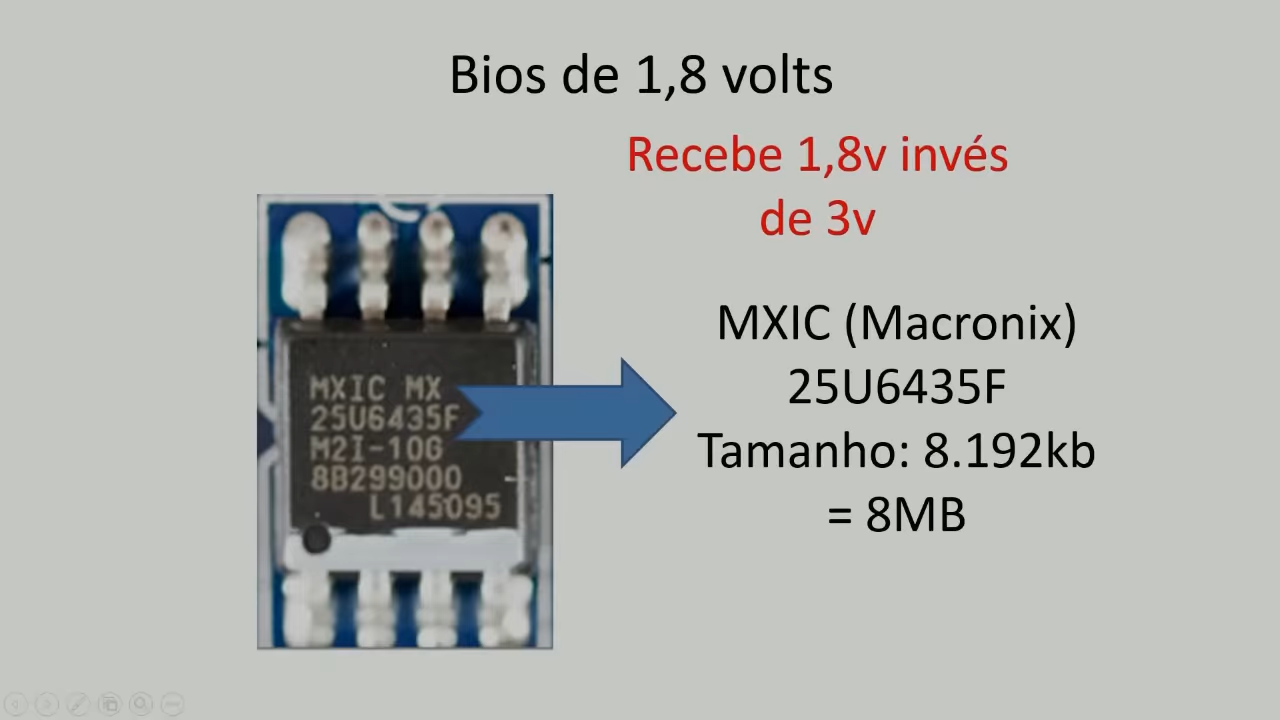 Bios de 1,8 volts
Recebe 1,8v invés
de 3v
MXIC (Macronix)
25U6435F
Tamanho: 8.192kb
= 8MB
MXIC MX
25U6435F
M2I-10G
8B299000
L145095